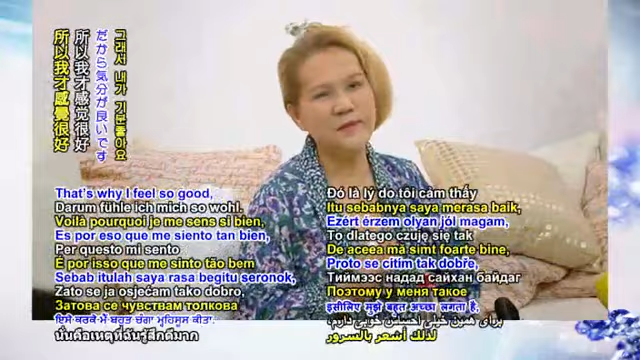 所以我才感覺很好
所以我才感觉很好
だから気分が良いです
그래서 내가 기분좋아요
That's why I feel so good,
Darum fühle ich mich so wohl.
Voilà pourquoi je me sens si bien,
Es por eso que me siento tan bien,
Per questo mi sento
É por isso que me sinto tão bem
Sebab itulah saya rasa begitu seronok,
Zato se ja osjećam tako dobro,
Затова се чувствам толкова
ਇਸੇ ਕਰਕੇ ਮੈਂ ਬਹੁਤ ਚੰਗਾ ਮਹਿਸੂਸ ਕੀਤਾ.
นั่นคือเหตุที่ฉันรู้สึกดีมาก
Đó là lý do tôi cảm thấy
Itu sebabnya saya merasa baik,
Ezért érzem olyan jól magam,
To dlatego czuję się tak
De aceea mă simt foarte bine,
Proto se cítím tak dobře,
Тиймээс надад сайхан байдаг
Поэтому у меня такое
इसीलिए मुझे बहुत अच्छा लगता है,
برای همین خیلی احساس خوبی دارم،
لذلك أشعر بالسرور